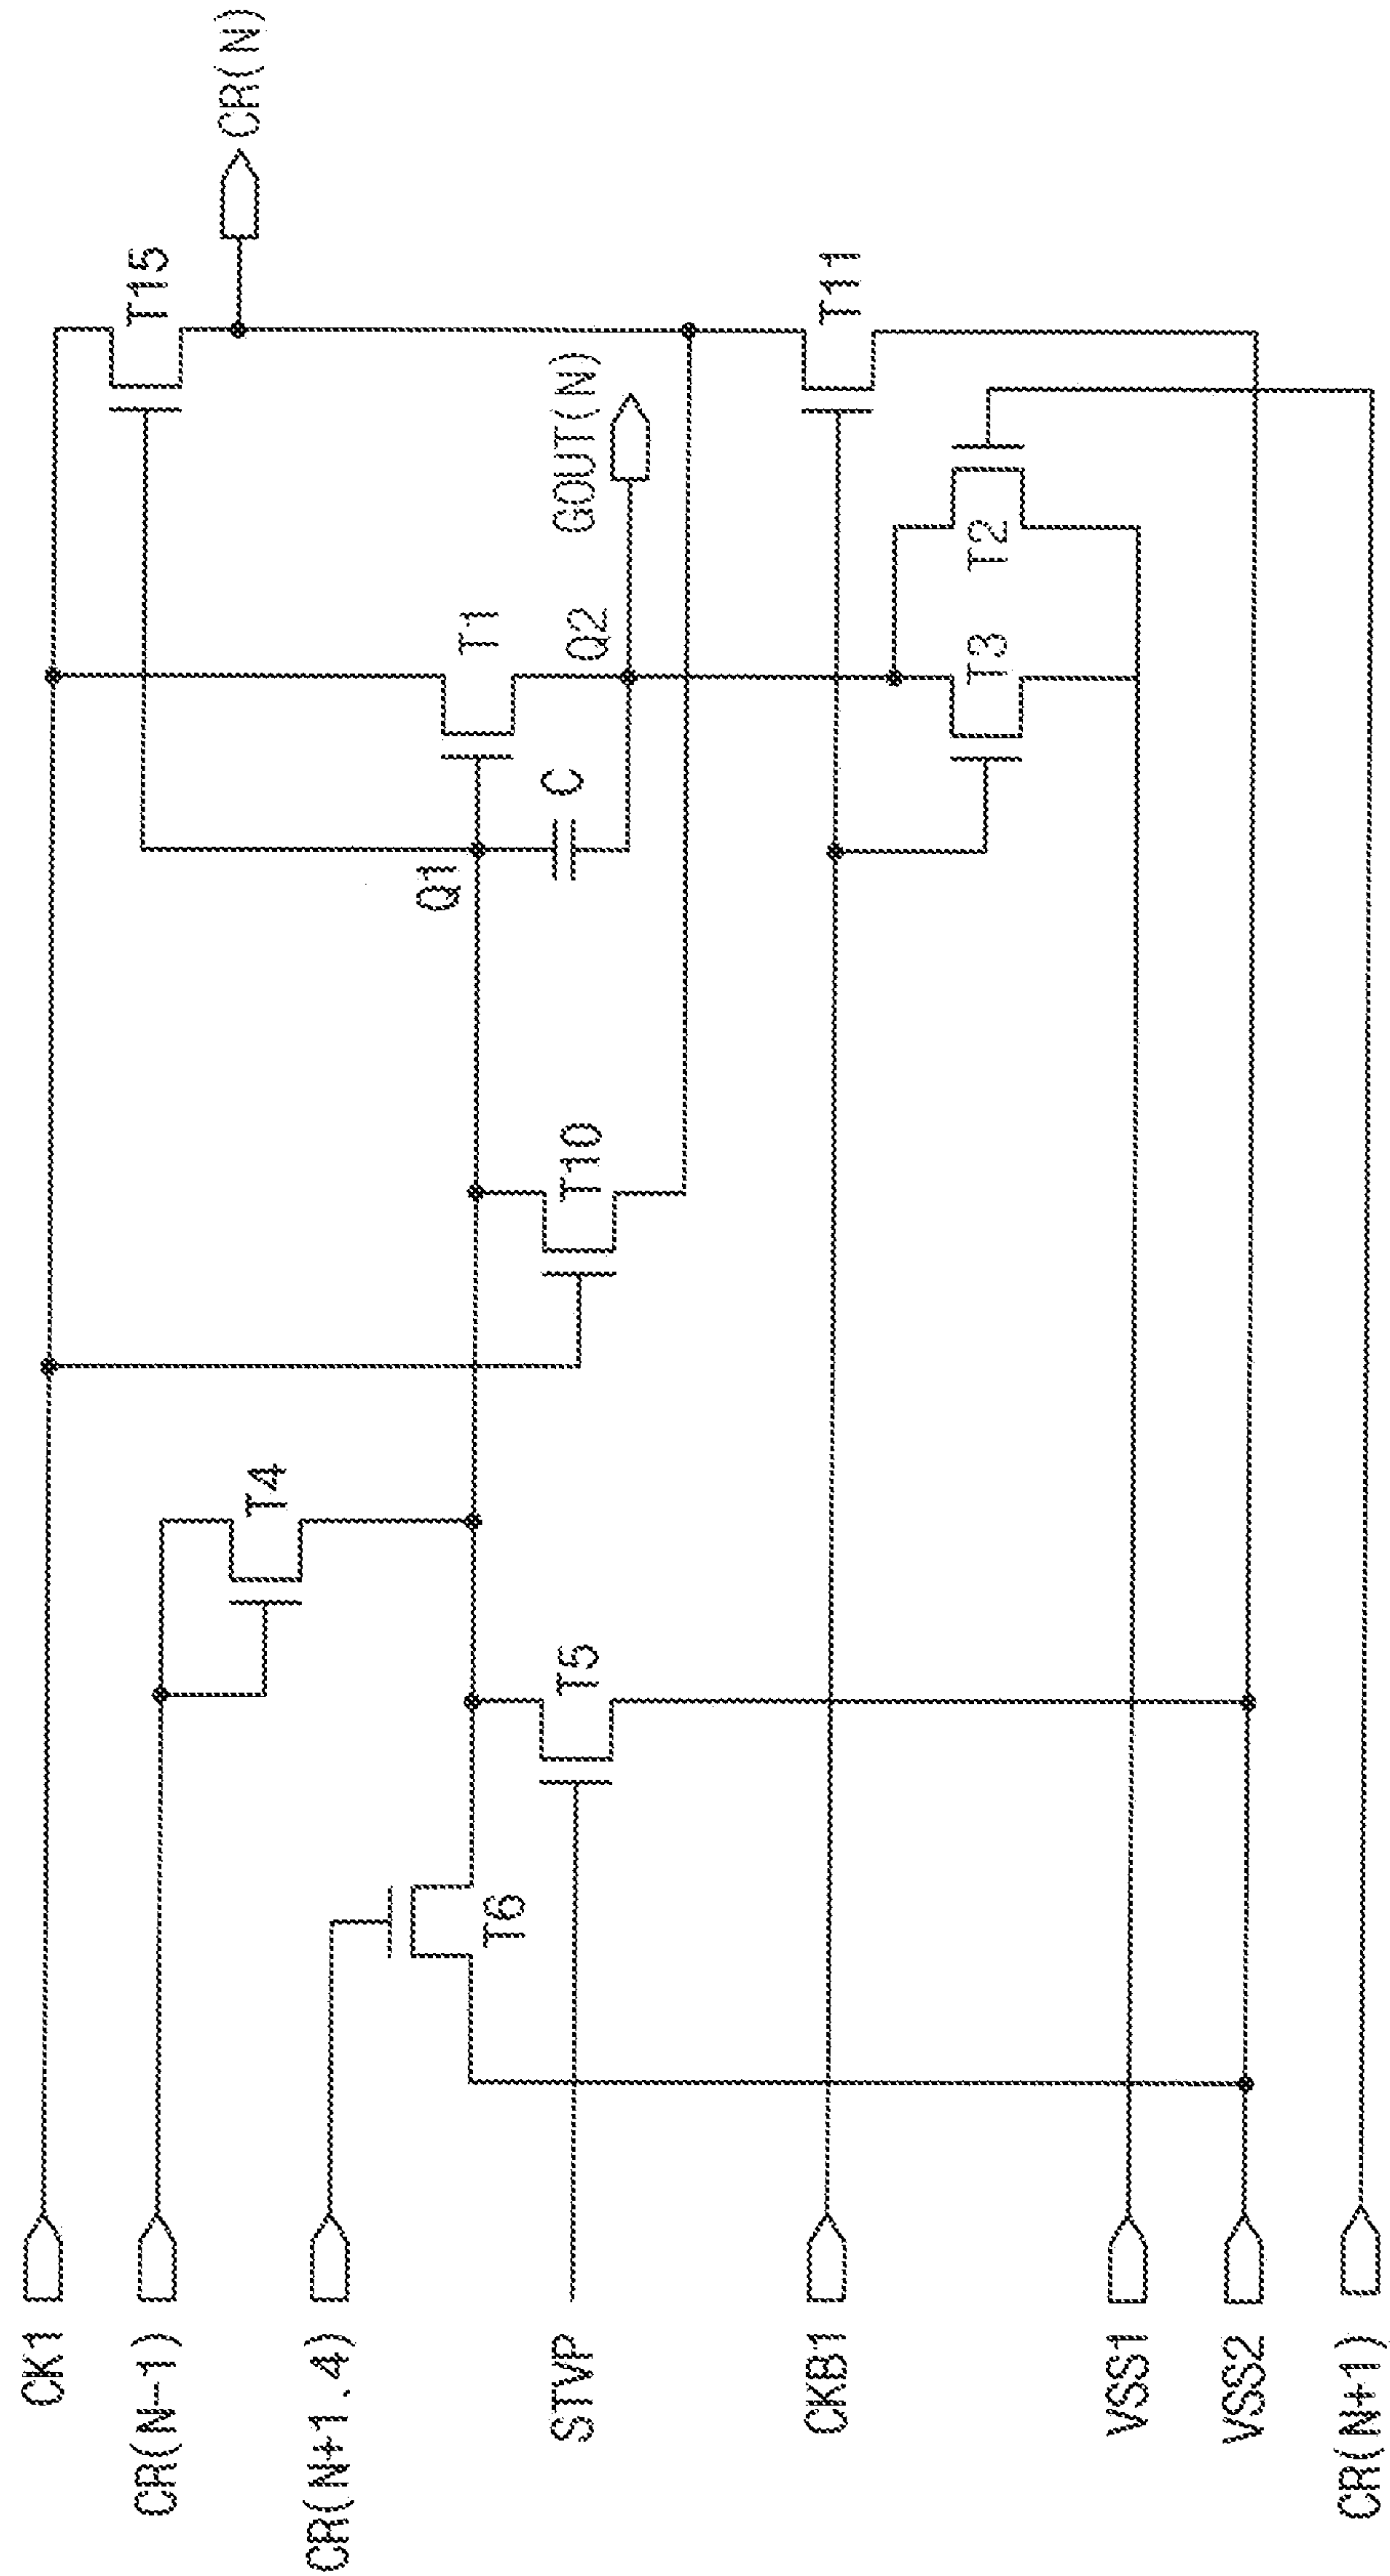 CK1
CR(N-1)
CR(N+1.4)
STVP
CKB1
VSS1
VSS2
CR(N+1)
T6
T5
T4
T10
Q1
C
T1
Q2
GOUT(N)
T15
CR(N)
T3
T2
T11